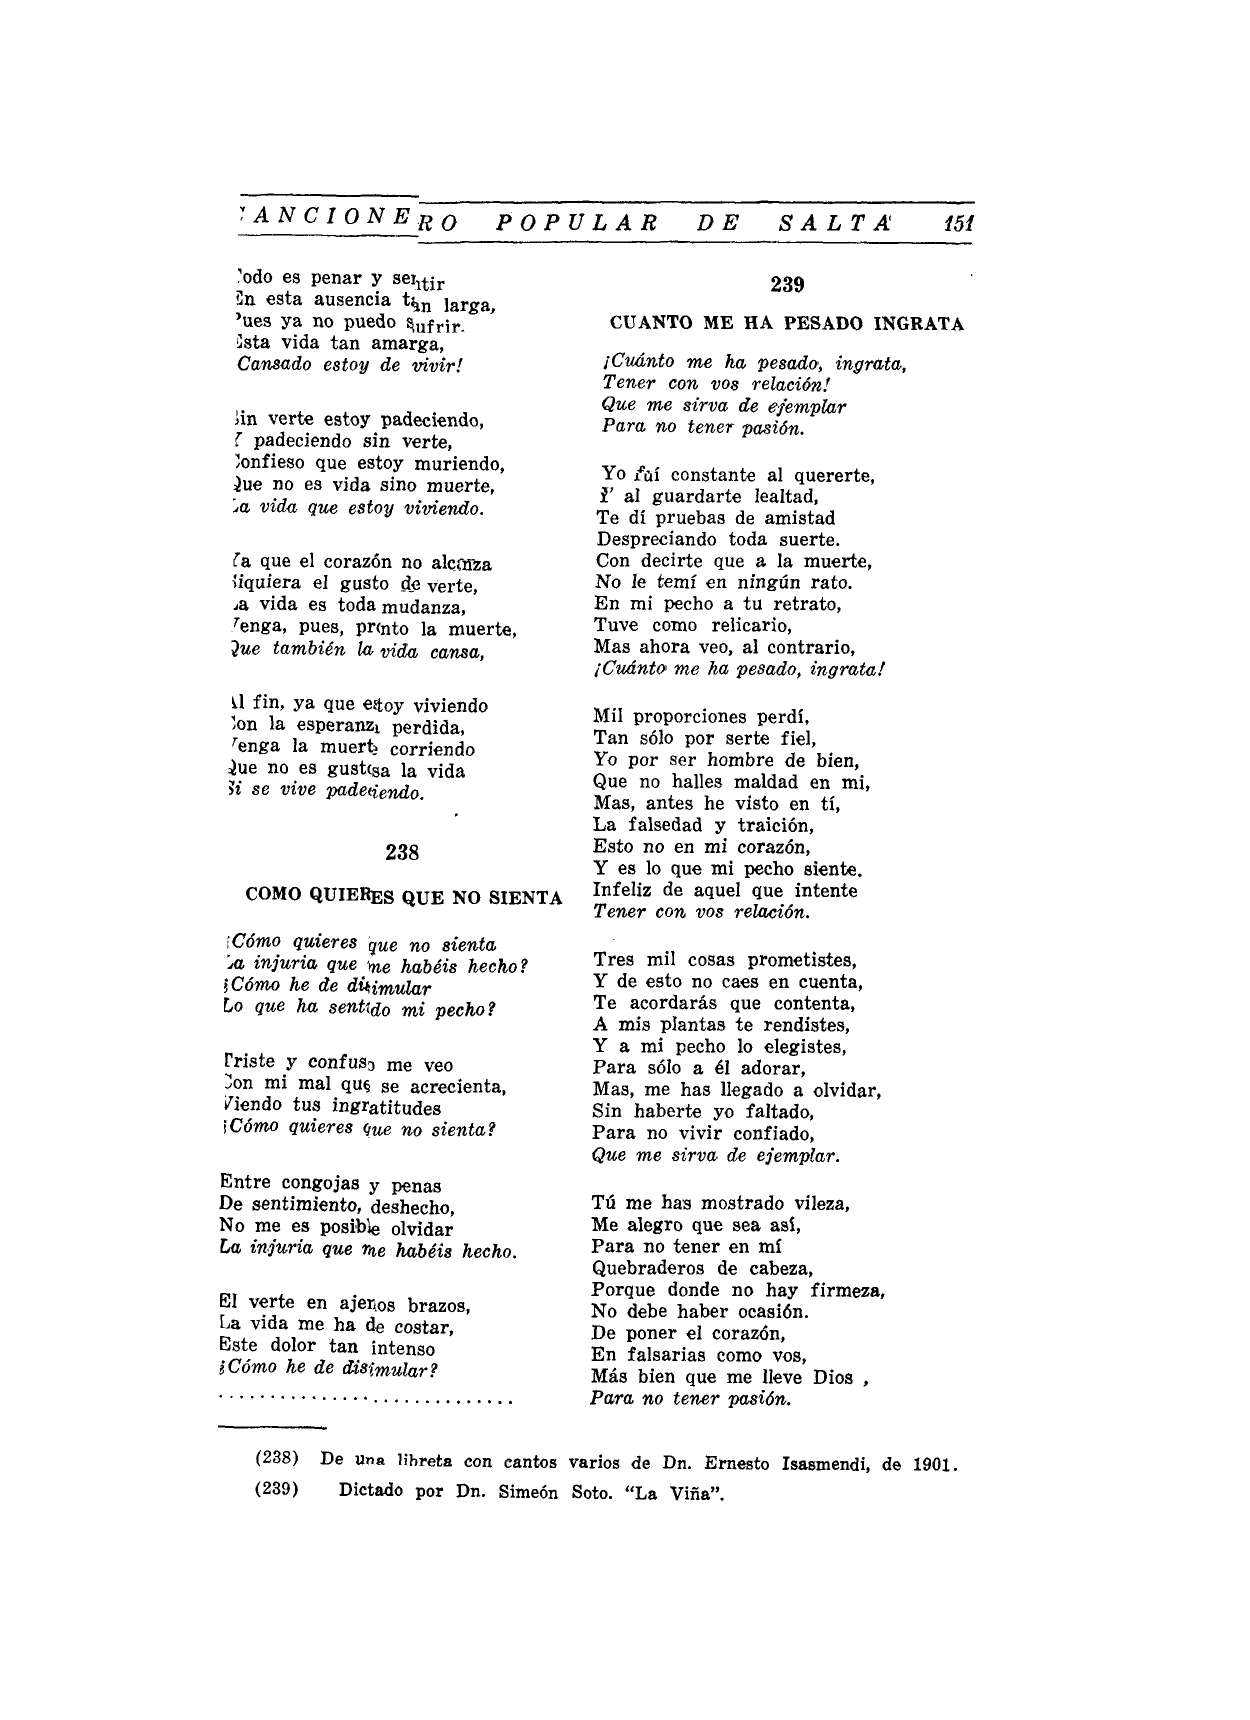 CANCIONERO POPULAR DE SALTA 151
Todo es penar y sentir
En esta ausencia tan larga,
Pues ya no puedo sufrir.
Esta vida tan amarga,
Cansado estoy de vivir!
Sin verte estoy padeciendo,
Y padeciendo sin verte,
Confieso que estoy muriendo,
Que no es vida sino muerte,
La vida que estoy viviendo.
Ya que el corazón no alcanza
Siquiera el gusto de verte,
La vida es toda mudanza,
Venga, pues, pronto la muerte,
Que también la vida cansa,
Al fin, ya que estoy viviendo
Con la esperanza perdida,
Venga la muerte corriendo
Que no es gustosa la vida
Si se vive padeciendo.
238
COMO QUIERES QUE NO SIENTA
¡Cómo quieres que no sienta
La injuria que me habéis hecho?
¿Cómo he de disimular
Lo que ha sentido mi pecho?
Triste y confuso me veo
Con mi mal que se acrecienta,
Viendo tus ingratitudes
¡Cómo quieres que no sienta?
Entre congojas y penas
De sentimiento, deshecho,
No me es posible olvidar
La injuria que me habéis hecho.
El verte en ajenos brazos,
La vida me ha de costar,
Este dolor tan intenso
¿Cómo he de disimular?
.............................
239
CUANTO ME HA PESADO INGRATA
¡Cuánto me ha pesado, ingrata,
Tener con vos relación!
Que me sirva de ejemplar
Para no tener pasión.
Yo fuí constante al quererte,
Y al guardarte lealtad,
Te dí pruebas de amistad
Despreciando toda suerte.
Con decirte que a la muerte,
No le temí en ningún rato.
En mi pecho a tu retrato,
Tuve como relicario,
Mas ahora veo, al contrario,
¡Cuánto me ha pesado, ingrata!
Mil proporciones perdí,
Tan sólo por serte fiel,
Yo por ser hombre de bien,
Que no halles maldad en mi,
Mas, antes he visto en tí,
La falsedad y traición,
Esto no en mi corazón,
Y es lo que mi pecho siente.
Infeliz de aquel que intente
Tener con vos relación.
Tres mil cosas prometistes,
Y de esto no caes en cuenta,
Te acordarás que contenta,
A mis plantas te rendistes,
Y a mi pecho lo elegistes,
Para sólo a él adorar,
Mas, me has llegado a olvidar,
Sin haberte yo faltado,
Para no vivir confiado,
Que me sirva de ejemplar.
Tú me has mostrado vileza,
Me alegro que sea así,
Para no tener en mí
Quebraderos de cabeza,
Porque donde no hay firmeza,
No debe haber ocasión.
De poner el corazón,
En falsarias como vos,
Más bien que me lleve Dios ,
Para no tener pasión.
(238) De una libreta con cantos varios de Dn. Ernesto Isasmendi, de 1901.
(239) Dictado por Dn. Simeón Soto. “La Viña”.